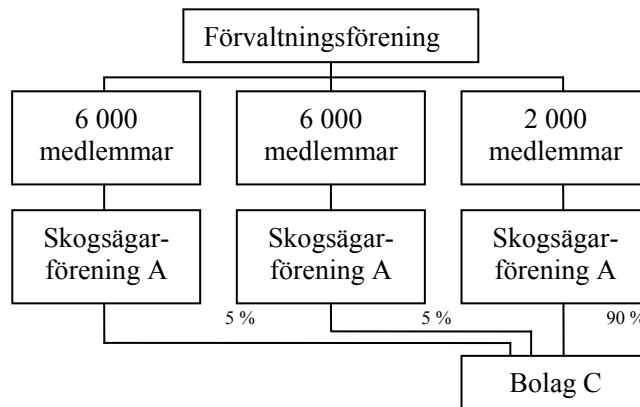 Förvaltningsförening
6 000
medlemmar
6 000
medlemmar
2 000
medlemmar
Skogsägar-
förening A
Skogsägar-
förening A
Skogsägar-
förening A
5 %
5 %
90 %
Bolag C